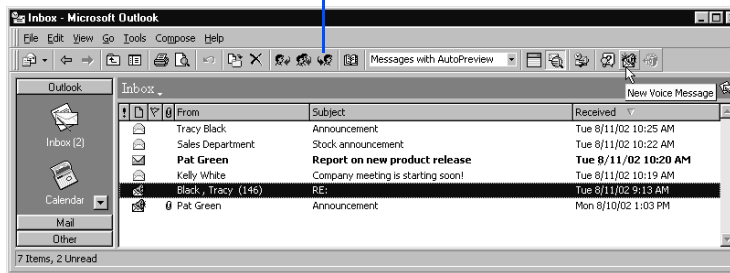 Inbox - Microsoft Outlook
File Edit View Go Tools Compose Help
Messages with AutoPreview
New Voice Message
Outlook
Inbox
! From Subject Received
Inbox (2)
Calendar
Mail
Other
Tracy Black Announcement Tue 8/11/02 10:25 AM
Sales Department Stock announcement Tue 8/11/02 10:22 AM
Pat Green Report on new product release Tue 8/11/02 10:20 AM
Kelly White Company meeting is starting soon! Tue 8/11/02 10:19 AM
Black , Tracy (146) RE: Tue 8/11/02 9:13 AM
Pat Green Announcement Mon 8/10/02 1:03 PM
7 Items, 2 Unread